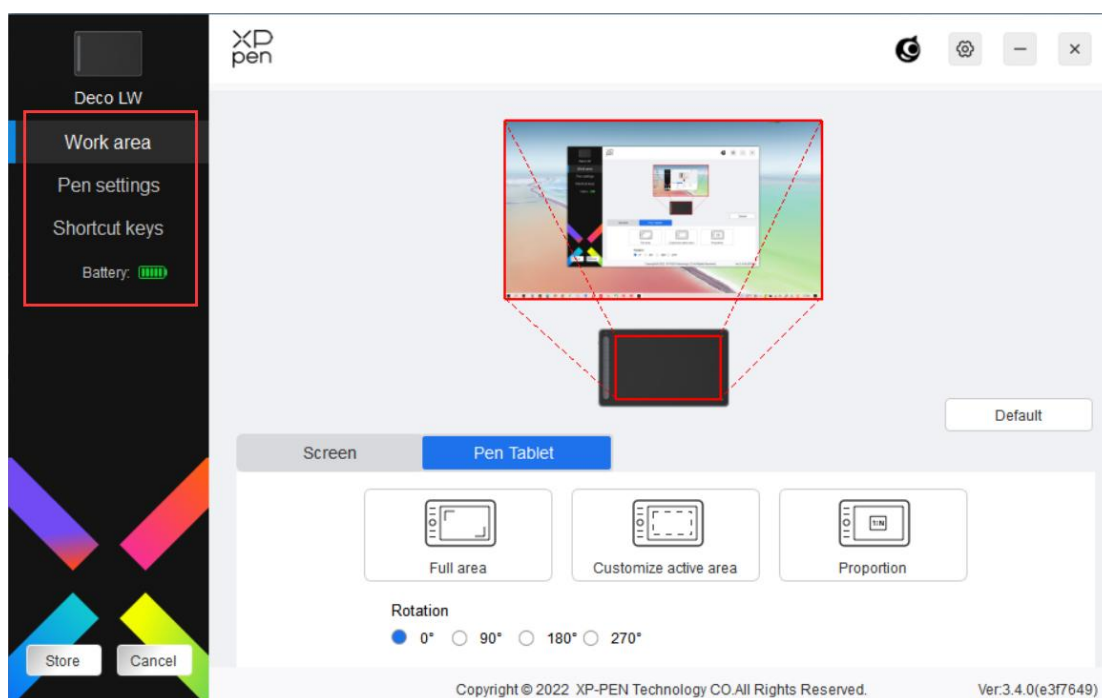 XP
pen
Deco LW
Work area
Pen settings
Shortcut keys
Battery:
Default
Screen
Pen Tablet
1:N
Full area
Customize active area
Proportion
Rotation
0° 90° 180° 270°
Store
Cancel
Copyright © 2022 XP-PEN Technology CO.All Rights Reserved.
Ver:3.4.0(e3f7649)